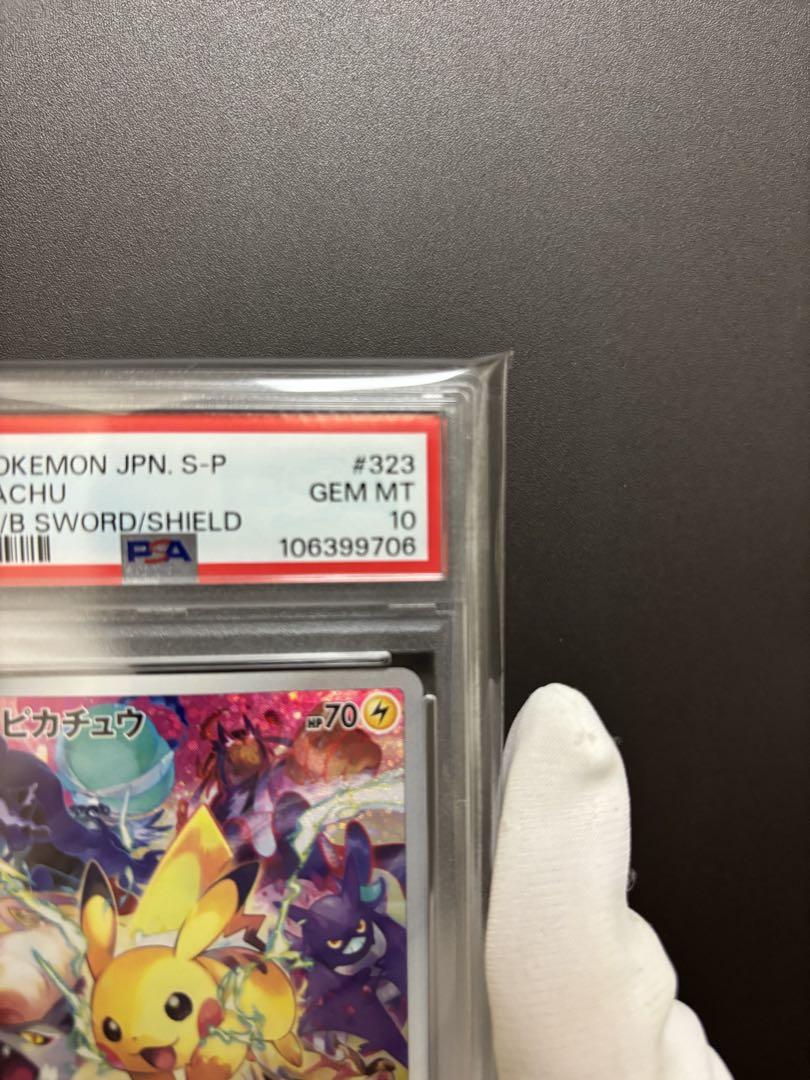 OKEMON JPN. S-P #323
ACHU GEM MT
/B SWORD/SHIELD 10
PSA 106399706
ピカチュウ HP70